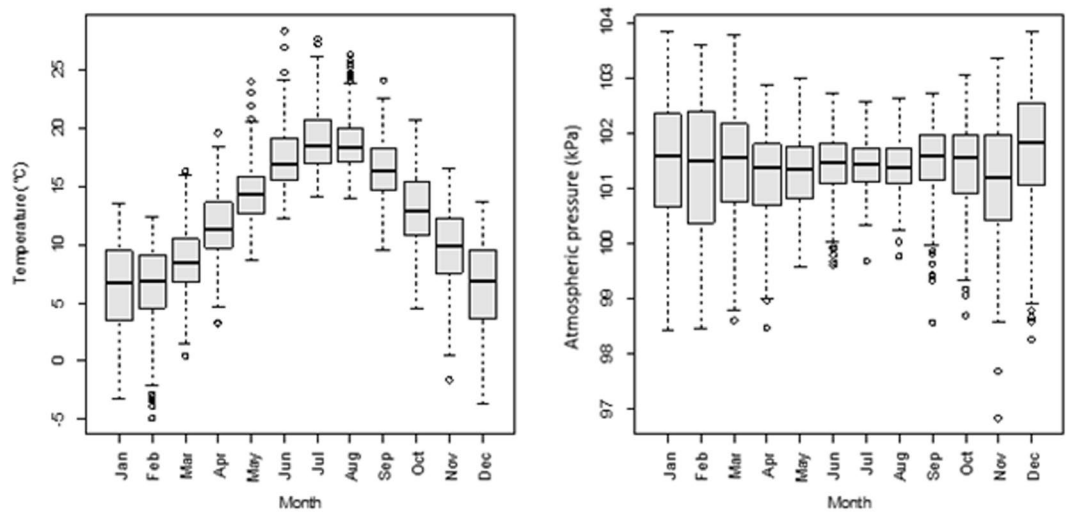 Temperature (°C)
25
20
15
10
5
0
-5
Jan Feb Mar Apr May Jun Jul Aug Sep Oct Nov Dec
Month
Atmospheric pressure (kPa)
104
103
102
101
100
99
98
97
Jan Feb Mar Apr May Jun Jul Aug Sep Oct Nov Dec
Month